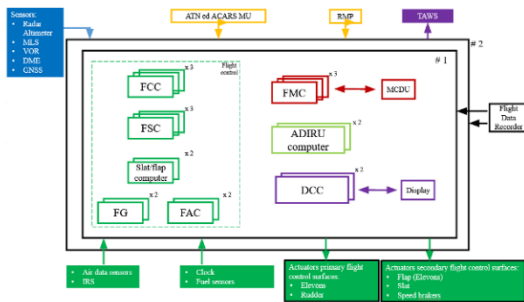 Sensors:
• Radar
Altimeter
• MLS
• VOR
• DME
• GNSS
ATN ed ACARS MU
RMP
TAWS
# 2
# 1
Flight
control
x 3
FCC
x 3
FSC
x 2
Slat/flap
computer
x 2
FG
x 2
FAC
x 3
FMC
MCDU
x 2
ADIRU
computer
x 2
DCC
Display
Flight
Data
Recorder
• Air data sensors
• IRS
• Clock
• Fuel sensors
Actuators primary flight
control surfaces:
• Elevons
• Rudder
Actuators secondary flight
control surfaces:
• Flap (Elevons)
• Slat
• Speed brakers